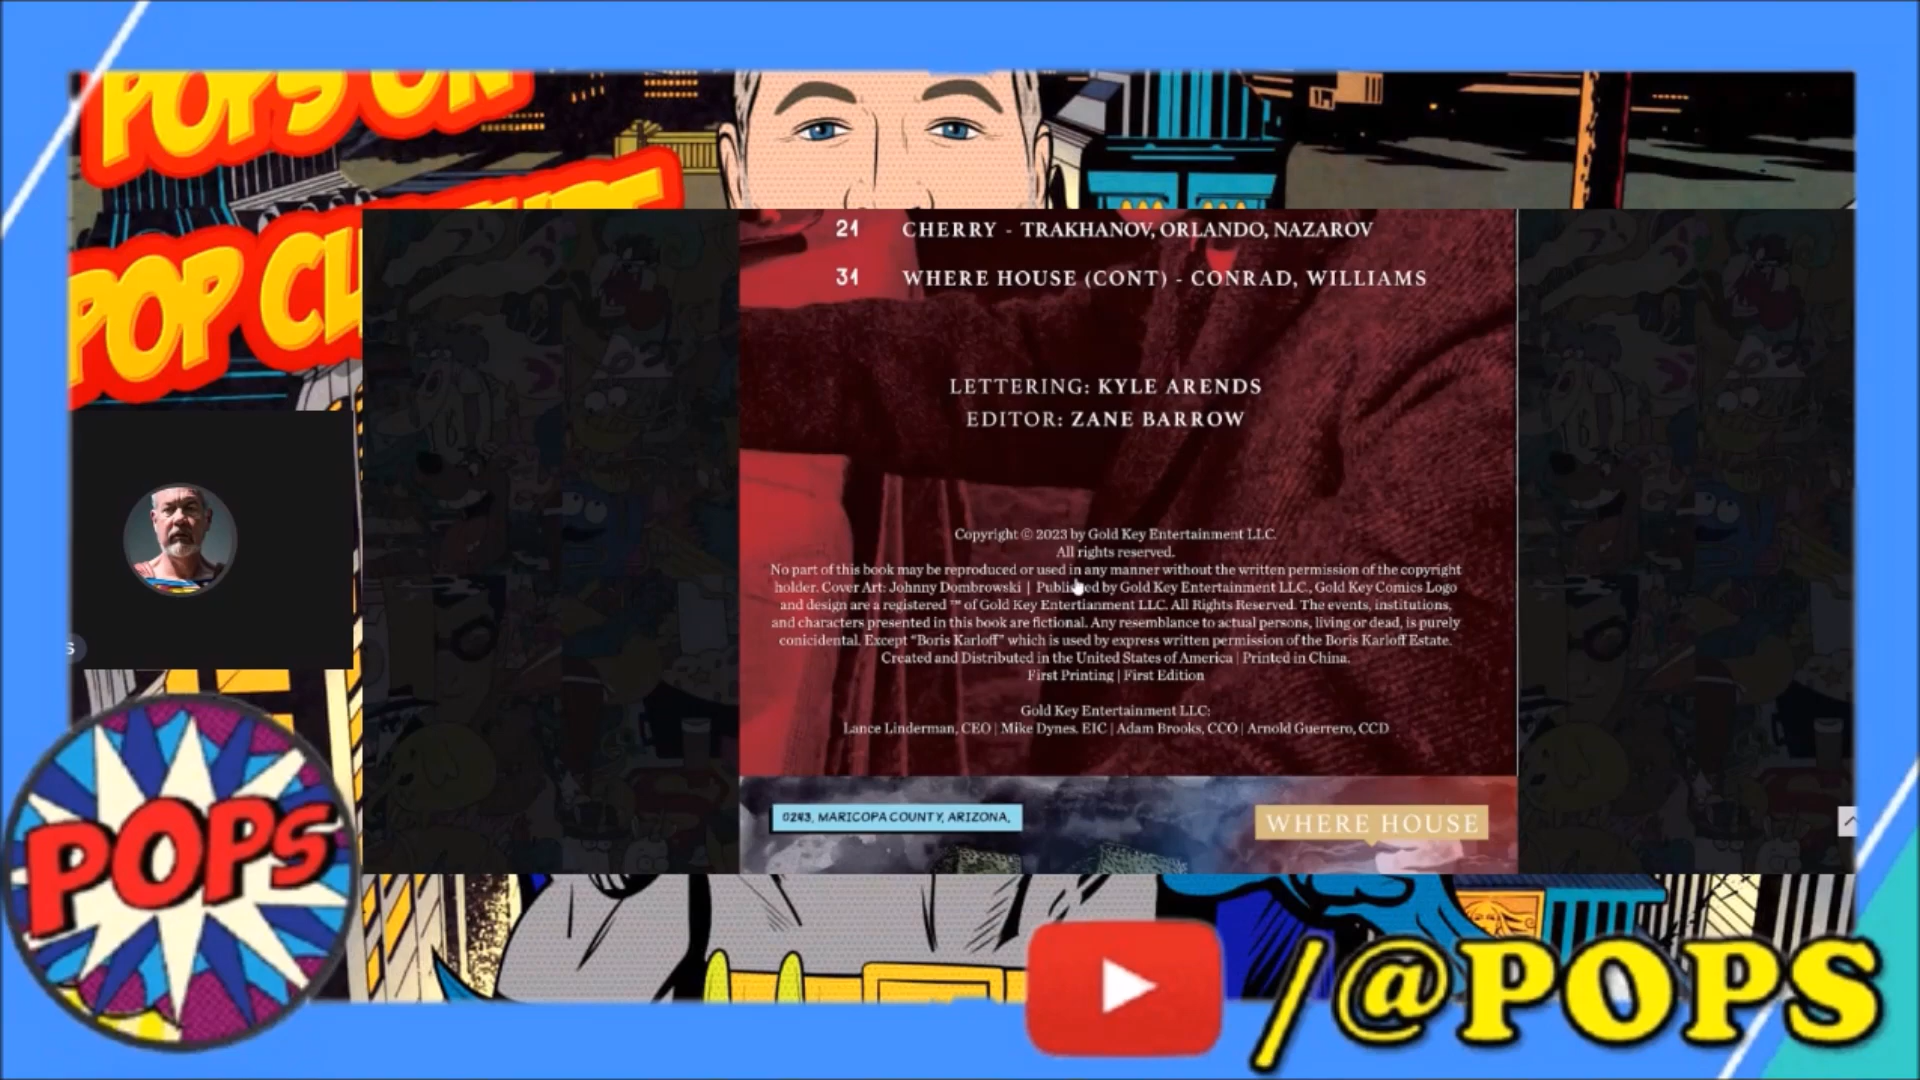 POPS ON
POP CL
21 CHERRY - TRAKHANOV, ORLANDO, NAZAROV
31 WHERE HOUSE (CONT) - CONRAD, WILLIAMS
LETTERING: KYLE ARENDS
EDITOR: ZANE BARROW
Copyright © 2023 by Gold Key Entertainment LLC.
All rights reserved.
No part of this book may be reproduced or used in any manner without the written permission of the copyright
holder. Cover Art: Johnny Dombrowski | Published by Gold Key Entertainment LLC., Gold Key Comics Logo
and design are a registered ™ of Gold Key Entertianment LLC. All Rights Reserved. The events, institutions,
and characters presented in this book are fictional. Any resemblance to actual persons, living or dead, is purely
conicidental. Except "Boris Karloff" which is used by express written permission of the Boris Karloff Estate.
Created and Distributed in the United States of America | Printed in China.
First Printing | First Edition
Gold Key Entertainment LLC:
Lance Linderman, CEO | Mike Dynes. EIC | Adam Brooks, CCO | Arnold Guerrero, CCD
S
0243, MARICOPA COUNTY, ARIZONA,
WHERE HOUSE
POPS
/@POPS